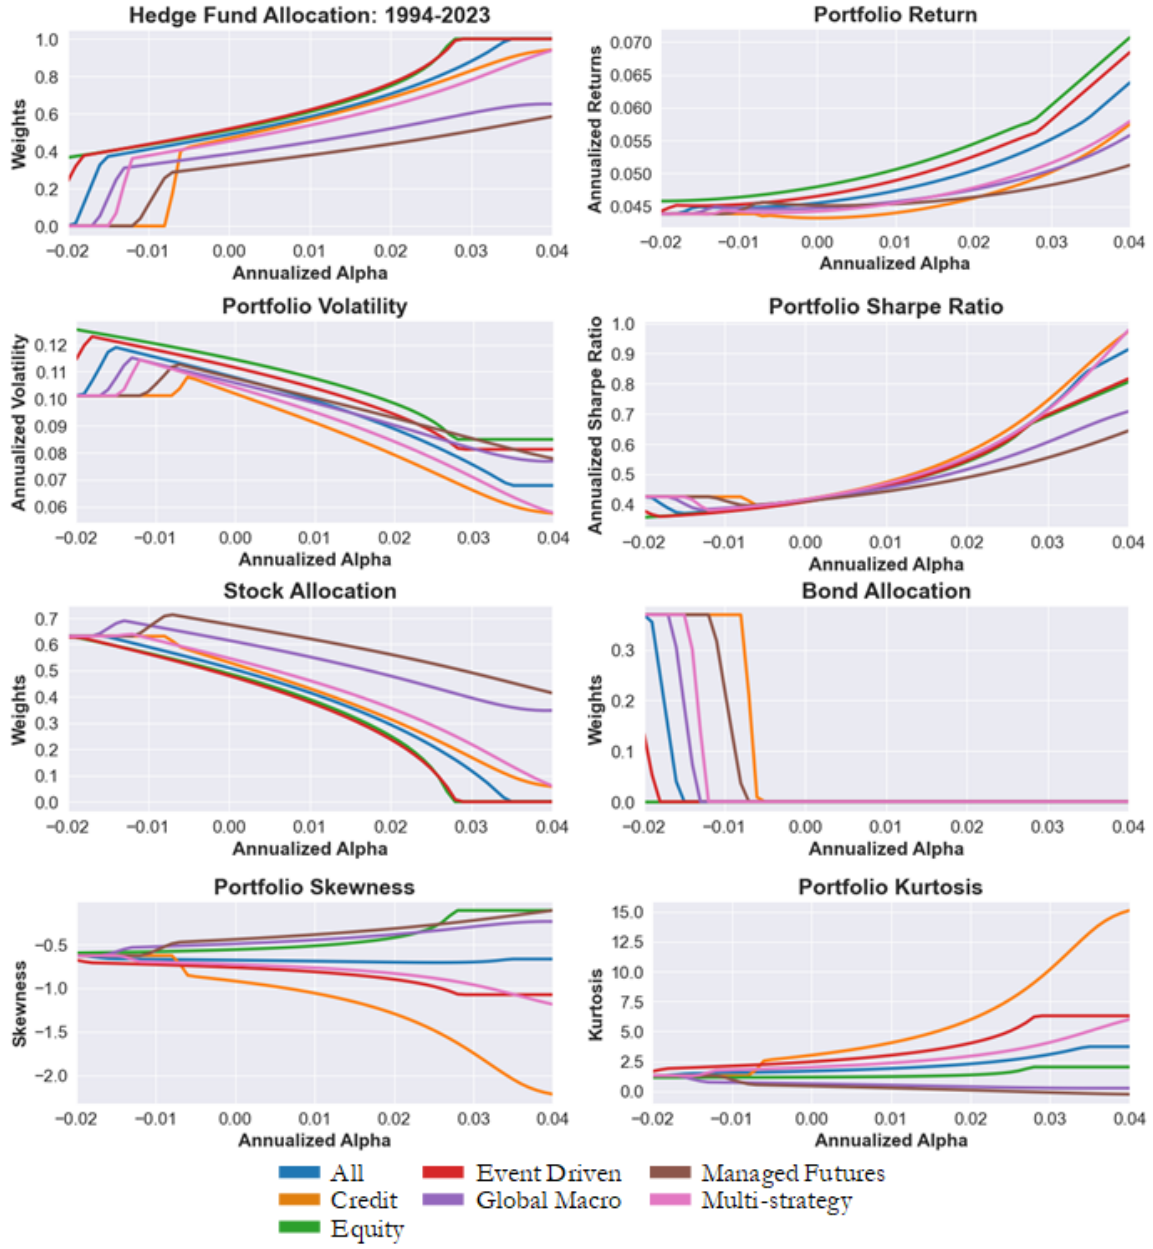 Hedge Fund Allocation: 1994-2023
Weights
1.0
0.8
0.6
0.4
0.2
0.0
−0.02 −0.01 0.00 0.01 0.02 0.03 0.04
Annualized Alpha
Portfolio Return
Annualized Returns
0.070
0.065
0.060
0.055
0.050
0.045
−0.02 −0.01 0.00 0.01 0.02 0.03 0.04
Annualized Alpha
Portfolio Volatility
Annualized Volatility
0.12
0.11
0.10
0.09
0.08
0.07
0.06
−0.02 −0.01 0.00 0.01 0.02 0.03 0.04
Annualized Alpha
Portfolio Sharpe Ratio
Annualized Sharpe Ratio
1.0
0.9
0.8
0.7
0.6
0.5
0.4
−0.02 −0.01 0.00 0.01 0.02 0.03 0.04
Annualized Alpha
Stock Allocation
Weights
0.7
0.6
0.5
0.4
0.3
0.2
0.1
0.0
−0.02 −0.01 0.00 0.01 0.02 0.03 0.04
Annualized Alpha
Bond Allocation
Weights
0.3
0.2
0.1
0.0
−0.02 −0.01 0.00 0.01 0.02 0.03 0.04
Annualized Alpha
Portfolio Skewness
Skewness
−0.5
−1.0
−1.5
−2.0
−0.02 −0.01 0.00 0.01 0.02 0.03 0.04
Annualized Alpha
Portfolio Kurtosis
Kurtosis
15.0
12.5
10.0
7.5
5.0
2.5
0.0
−0.02 −0.01 0.00 0.01 0.02 0.03 0.04
Annualized Alpha
All Event Driven Managed Futures
Credit Global Macro Multi-strategy
Equity